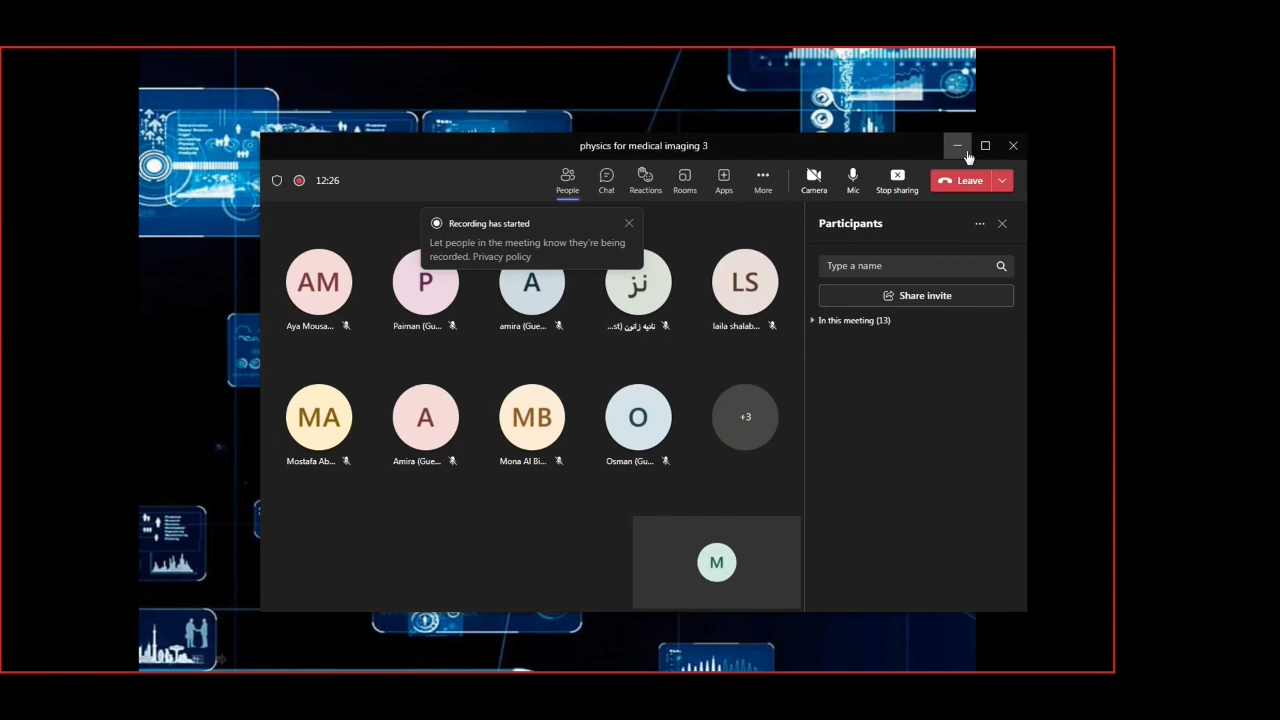 physics for medical imaging 3
12:26
People Chat Reactions Rooms Apps More Camera Mic Stop sharing Leave
Recording has started
Let people in the meeting know they're being
recorded. Privacy policy
Participants
Type a name
Share invite
In this meeting (13)
AM P A نز LS
Aya Mousa... Paiman (Gu... amira (Gue... نادیه زانون (st... laila shalab...
MA A MB O +3
Mostafa Ab... Amira (Gue... Mona Al Bi... Osman (Gu...
M